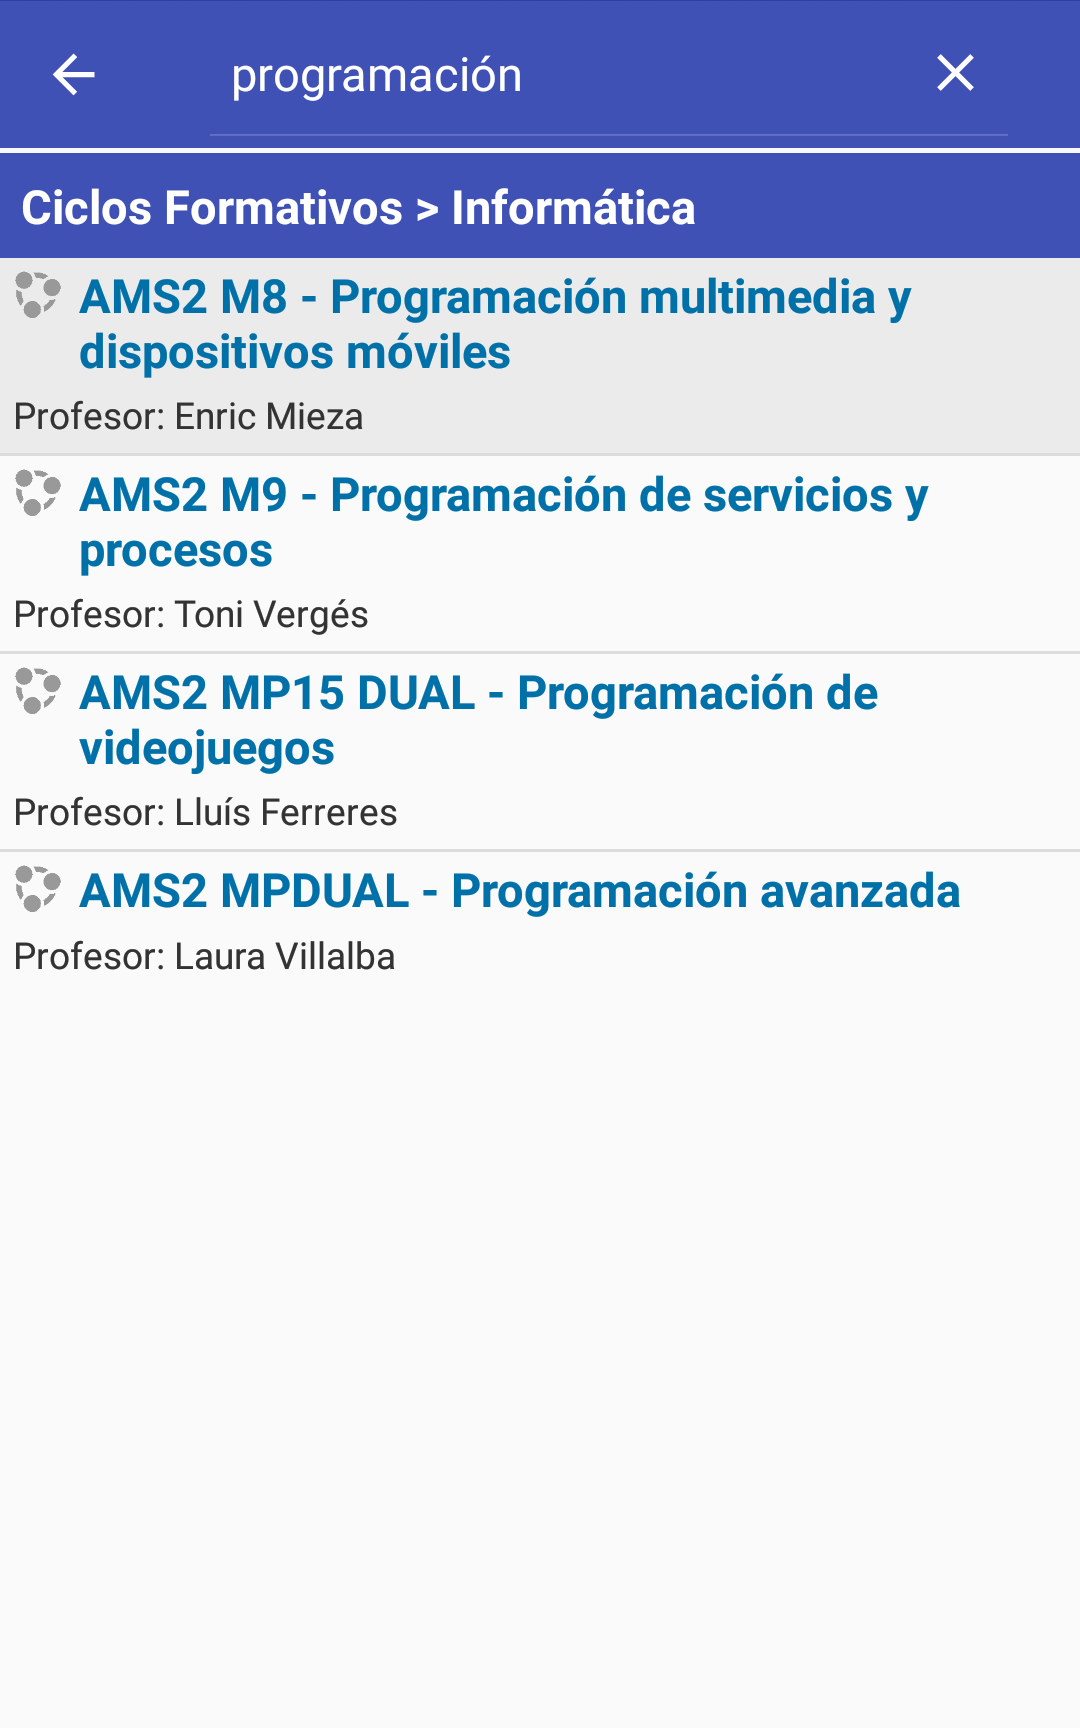 programación
Ciclos Formativos > Informática
AMS2 M8 - Programación multimedia y
dispositivos móviles
Profesor: Enric Mieza
AMS2 M9 - Programación de servicios y
procesos
Profesor: Toni Vergés
AMS2 MP15 DUAL - Programación de
videojuegos
Profesor: Lluís Ferreres
AMS2 MPDUAL - Programación avanzada
Profesor: Laura Villalba